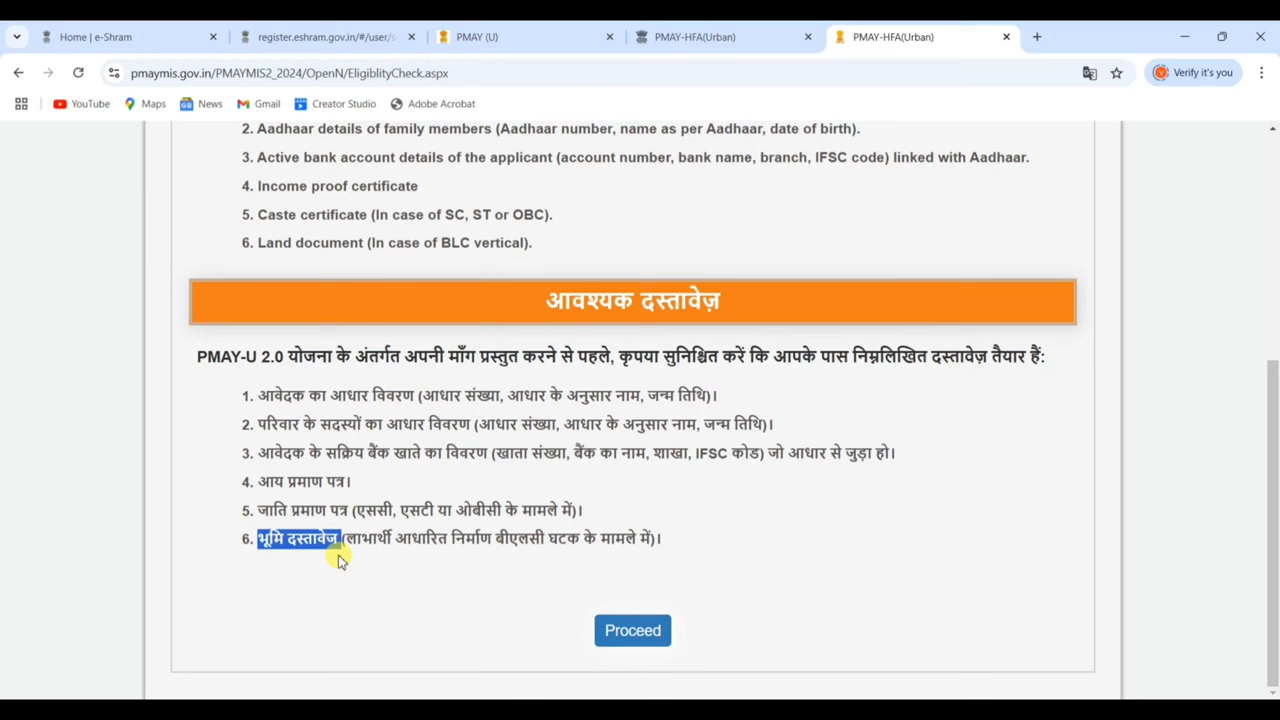 Home | e-Shram
register.eshram.gov.in/#/user/s
PMAY (U)
PMAY-HFA(Urban)
PMAY-HFA(Urban)
pmaymis.gov.in/PMAYMIS2_2024/OpenN/EligiblityCheck.aspx
Verify it's you
YouTube
Maps
News
Gmail
Creator Studio
Adobe Acrobat
2. Aadhaar details of family members (Aadhaar number, name as per Aadhaar, date of birth).
3. Active bank account details of the applicant (account number, bank name, branch, IFSC code) linked with Aadhaar.
4. Income proof certificate
5. Caste certificate (In case of SC, ST or OBC).
6. Land document (In case of BLC vertical).
आवश्यक दस्तावेज़
PMAY-U 2.0 योजना के अंतर्गत अपनी माँग प्रस्तुत करने से पहले, कृपया सुनिश्चित करें कि आपके पास निम्नलिखित दस्तावेज़ तैयार हैं:
1. आवेदक का आधार विवरण (आधार संख्या, आधार के अनुसार नाम, जन्म तिथि)।
2. परिवार के सदस्यों का आधार विवरण (आधार संख्या, आधार के अनुसार नाम, जन्म तिथि)।
3. आवेदक के सक्रिय बैंक खाते का विवरण (खाता संख्या, बैंक का नाम, शाखा, IFSC कोड) जो आधार से जुड़ा हो।
4. आय प्रमाण पत्र।
5. जाति प्रमाण पत्र (एससी, एसटी या ओबीसी के मामले में)।
6. भूमि दस्तावेज (लाभार्थी आधारित निर्माण बीएलसी घटक के मामले में)।
Proceed